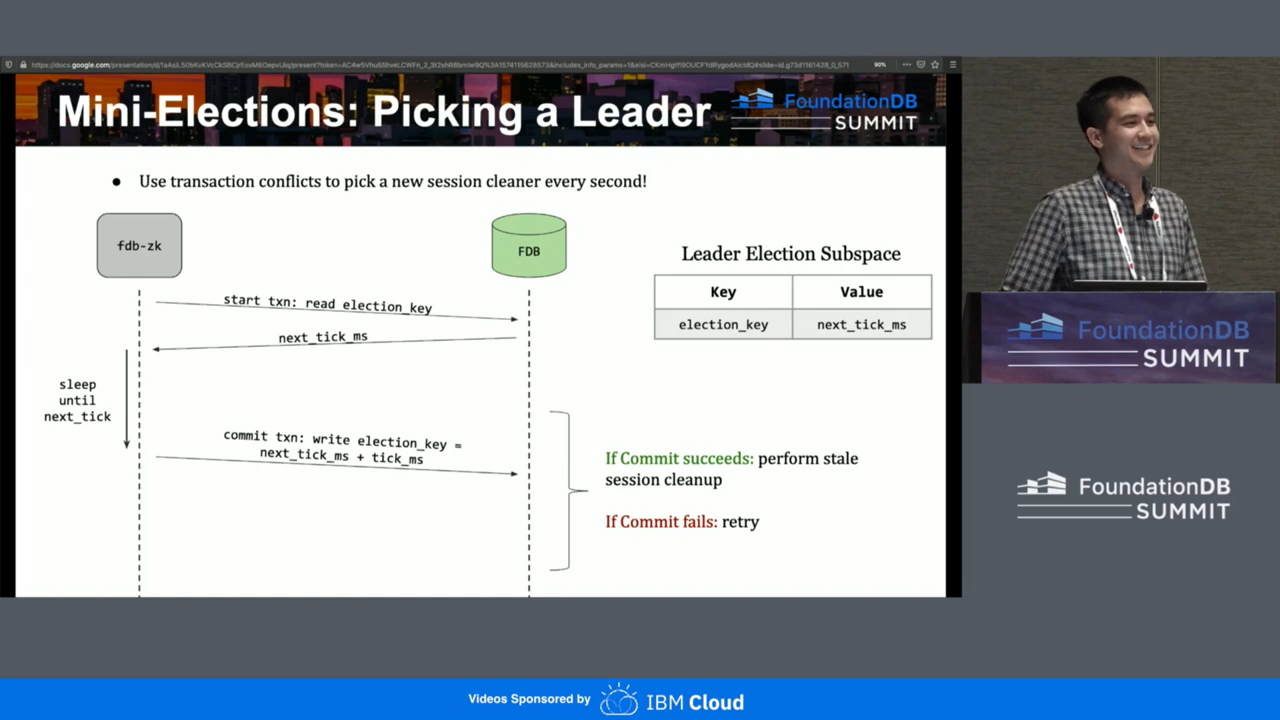 Mini-Elections: Picking a Leader
FoundationDB
SUMMIT
● Use transaction conflicts to pick a new session cleaner every second!
fdb-zk
FDB
start txn: read election_key
next_tick_ms
sleep
until
next_tick
commit txn: write election_key =
next_tick_ms + tick_ms
Leader Election Subspace
Key Value
election_key next_tick_ms
If Commit succeeds: perform stale
session cleanup
If Commit fails: retry
FoundationDB
SUMMIT
FoundationDB
SUMMIT
Videos Sponsored by IBM Cloud